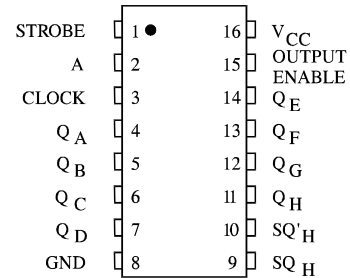 STROBE 1 16 VCC
A 2 15 OUTPUT ENABLE
CLOCK 3 14 QE
QA 4 13 QF
QB 5 12 QG
QC 6 11 QH
QD 7 10 SQ'H
GND 8 9 SQH